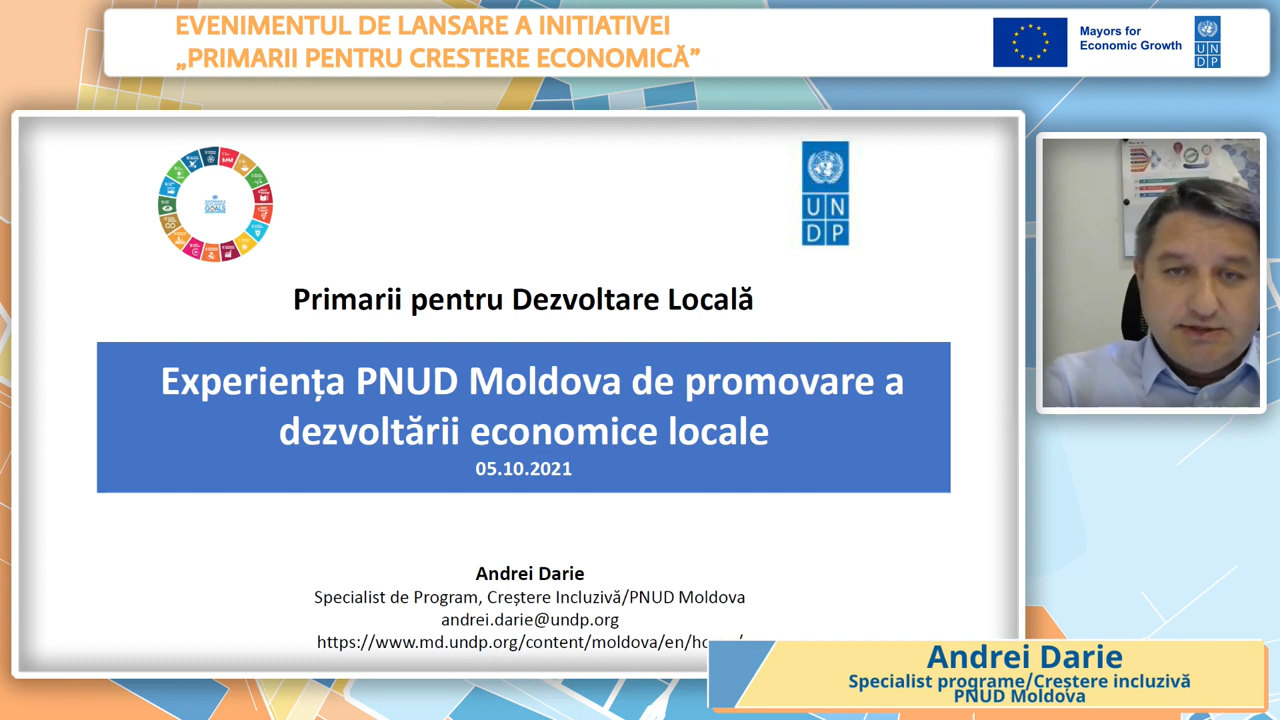 EVENIMENTUL DE LANSARE A INITIATIVEI
„PRIMARII PENTRU CRESTERE ECONOMICĂ”
Mayors for
Economic Growth
UN
DP
UN
DP
GOALS
Primarii pentru Dezvoltare Locală
Experiența PNUD Moldova de promovare a
dezvoltării economice locale
05.10.2021
Andrei Darie
Specialist de Program, Creștere Incluzivă/PNUD Moldova
andrei.darie@undp.org
https://www.md.undp.org/content/moldova/en/ho
Andrei Darie
Specialist programe/Creștere incluzivă
PNUD Moldova